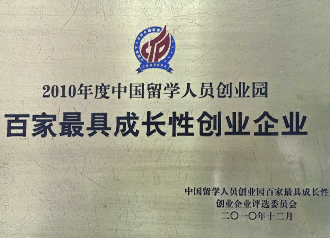 2010年度中国留学人员创业园
百家最具成长性创业企业
中国留学人员创业园百家最具成长性
创业企业评选委员会
二〇一〇年十二月